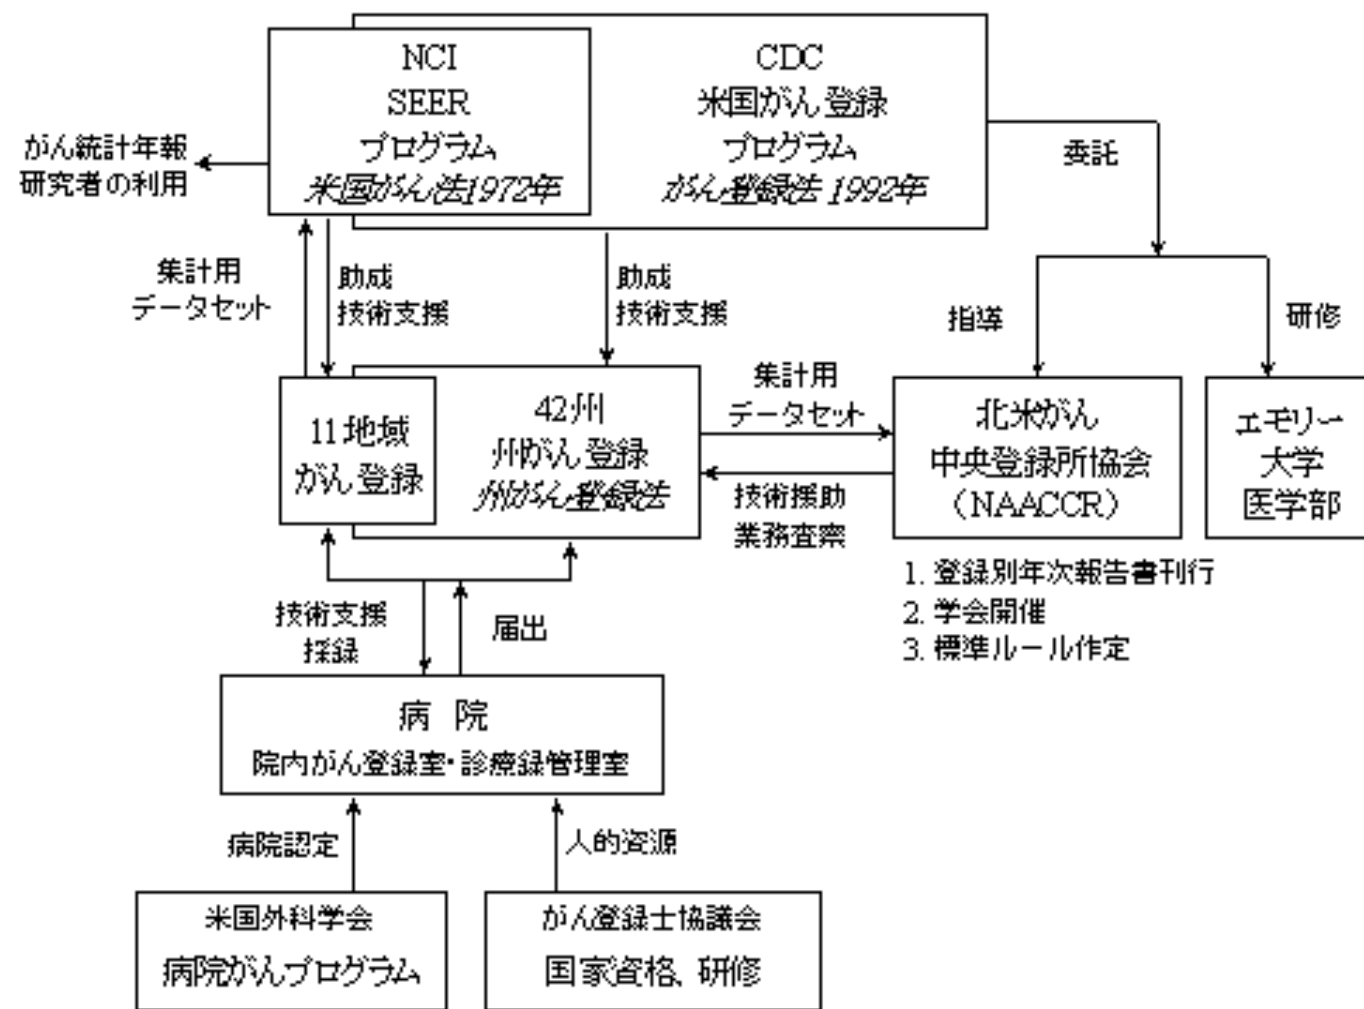 NCI
SEER
プログラム
米国がん法1972年
CDC
米国がん登録
プログラム
がん登録法 1992年
がん統計年報
研究者の利用
委託
集計用
データセット
助成
技術支援
助成
技術支援
指導
研修
11地域
がん登録
42州
州がん登録
州がん登録法
集計用
データセット
技術援助
業務査察
北米がん
中央登録所協会
（NAACCR）
エモリー
大学
医学部
1. 登録別年次報告書刊行
2. 学会開催
3. 標準ルール作定
技術支援
採録
届出
病 院
院内がん登録室・診療録管理室
病院認定
人的資源
米国外科学会
病院がんプログラム
がん登録士協議会
国家資格、研修